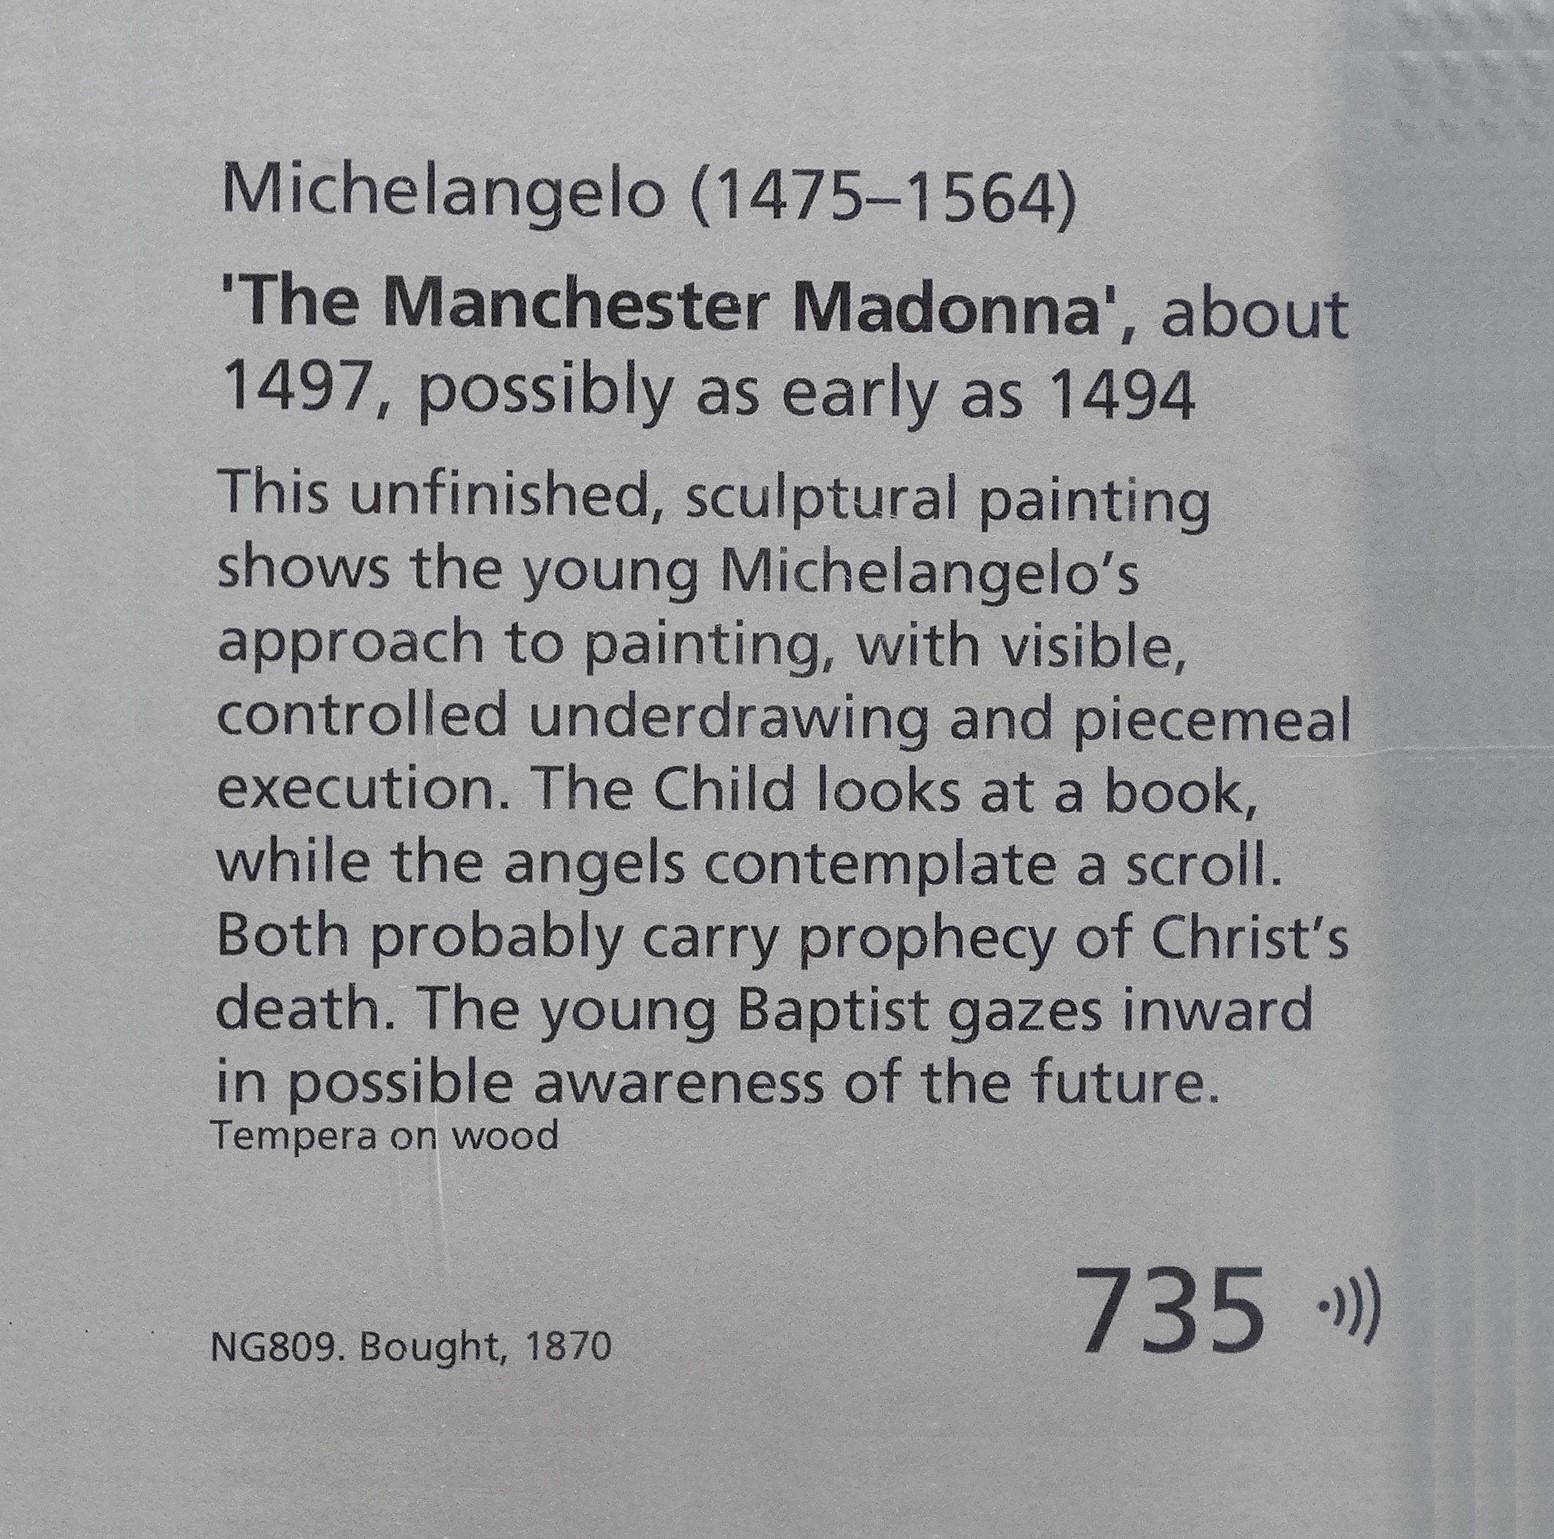 Michelangelo (1475–1564)
'The Manchester Madonna', about
1497, possibly as early as 1494
This unfinished, sculptural painting
shows the young Michelangelo’s
approach to painting, with visible,
controlled underdrawing and piecemeal
execution. The Child looks at a book,
while the angels contemplate a scroll.
Both probably carry prophecy of Christ’s
death. The young Baptist gazes inward
in possible awareness of the future.
Tempera on wood
NG809. Bought, 1870
735